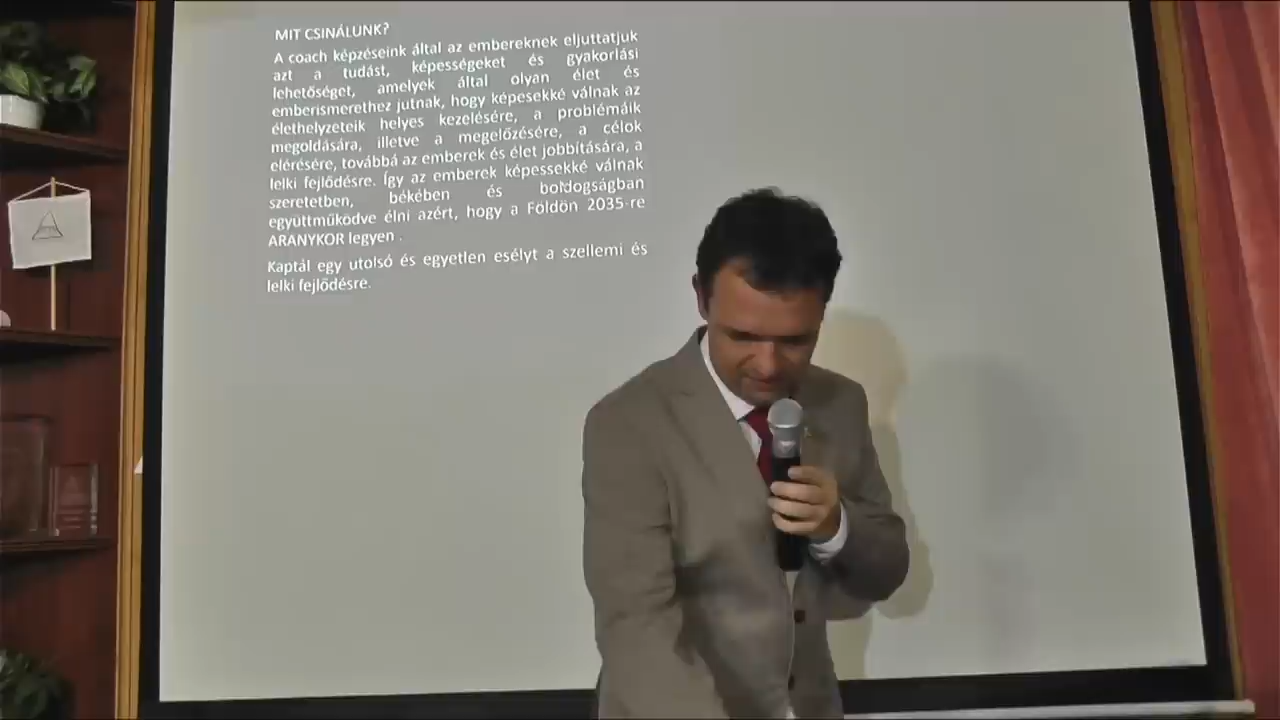 MIT CSINÁLUNK?
A coach képzéseink által az embereknek eljuttatjuk
azt a tudást, képességeket és gyakorlási
lehetőséget, amelyek által olyan élet és
emberismerethez jutnak, hogy képesekké válnak az
élethelyzeteik helyes kezelésére, a problémáik
megoldására, illetve a megelőzésére, a célok
elérésére, továbbá az emberek és élet jobbítására, a
lelki fejlődésre. Így az emberek képessekké válnak
szeretetben, békében és boldogságban
együttműködve élni azért, hogy a Földön 2035-re
ARANYKOR legyen .
Kaptál egy utolsó és egyetlen esélyt a szellemi és
lelki fejlődésre.